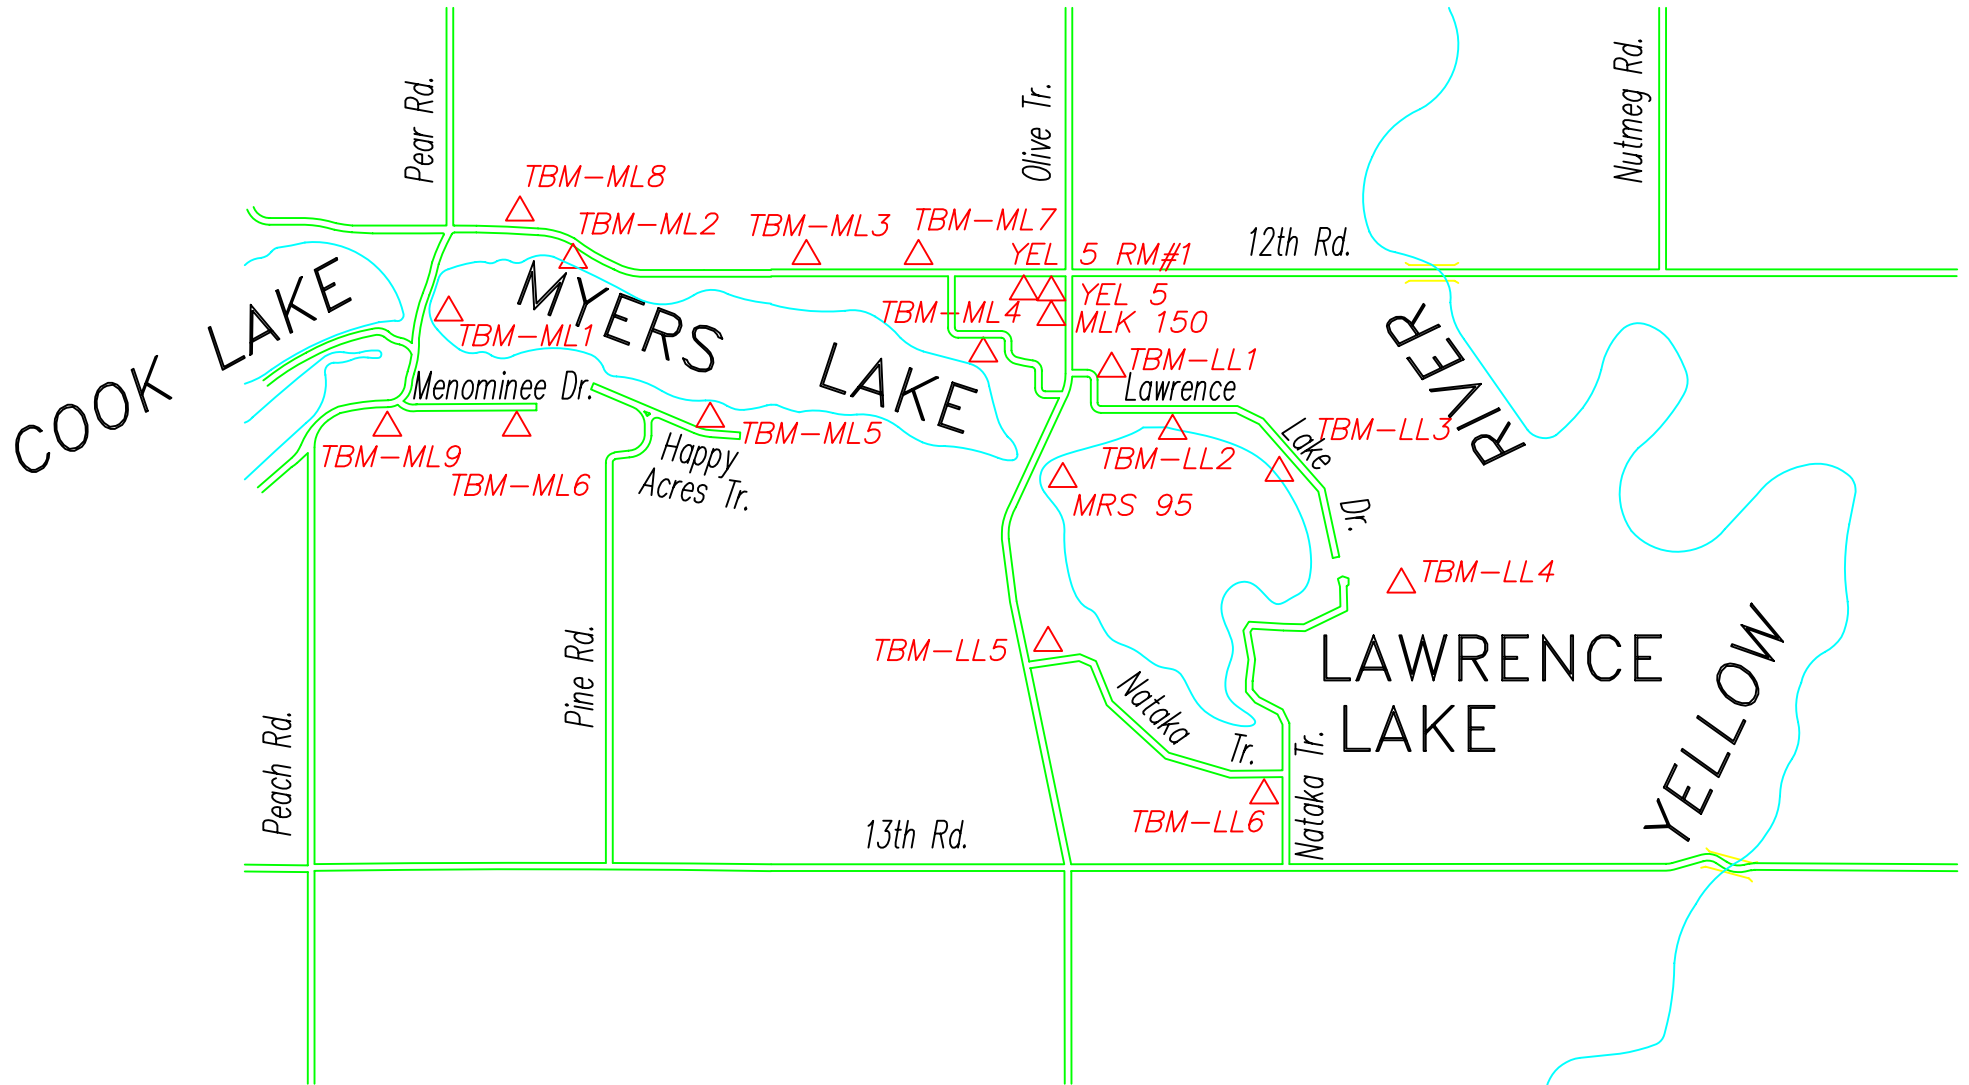 Pear Rd.
Olive Tr.
Nutmeg Rd.
TBM-ML8
TBM-ML2
TBM-ML3
TBM-ML7
YEL 5 RM#1
12th Rd.
COOK LAKE
MYERS LAKE
TBM-ML1
TBM-ML4
YEL 5
MLK 150
TBM-LL1
Menominee Dr.
Lawrence Lake Dr.
TBM-ML9
TBM-ML6
TBM-ML5
Happy
Acres Tr.
TBM-LL2
TBM-LL3
MRS 95
YELLOW RIVER
TBM-LL4
TBM-LL5
LAWRENCE
LAKE
Peach Rd.
Pine Rd.
Nataka Tr.
Nataka Tr.
TBM-LL6
13th Rd.